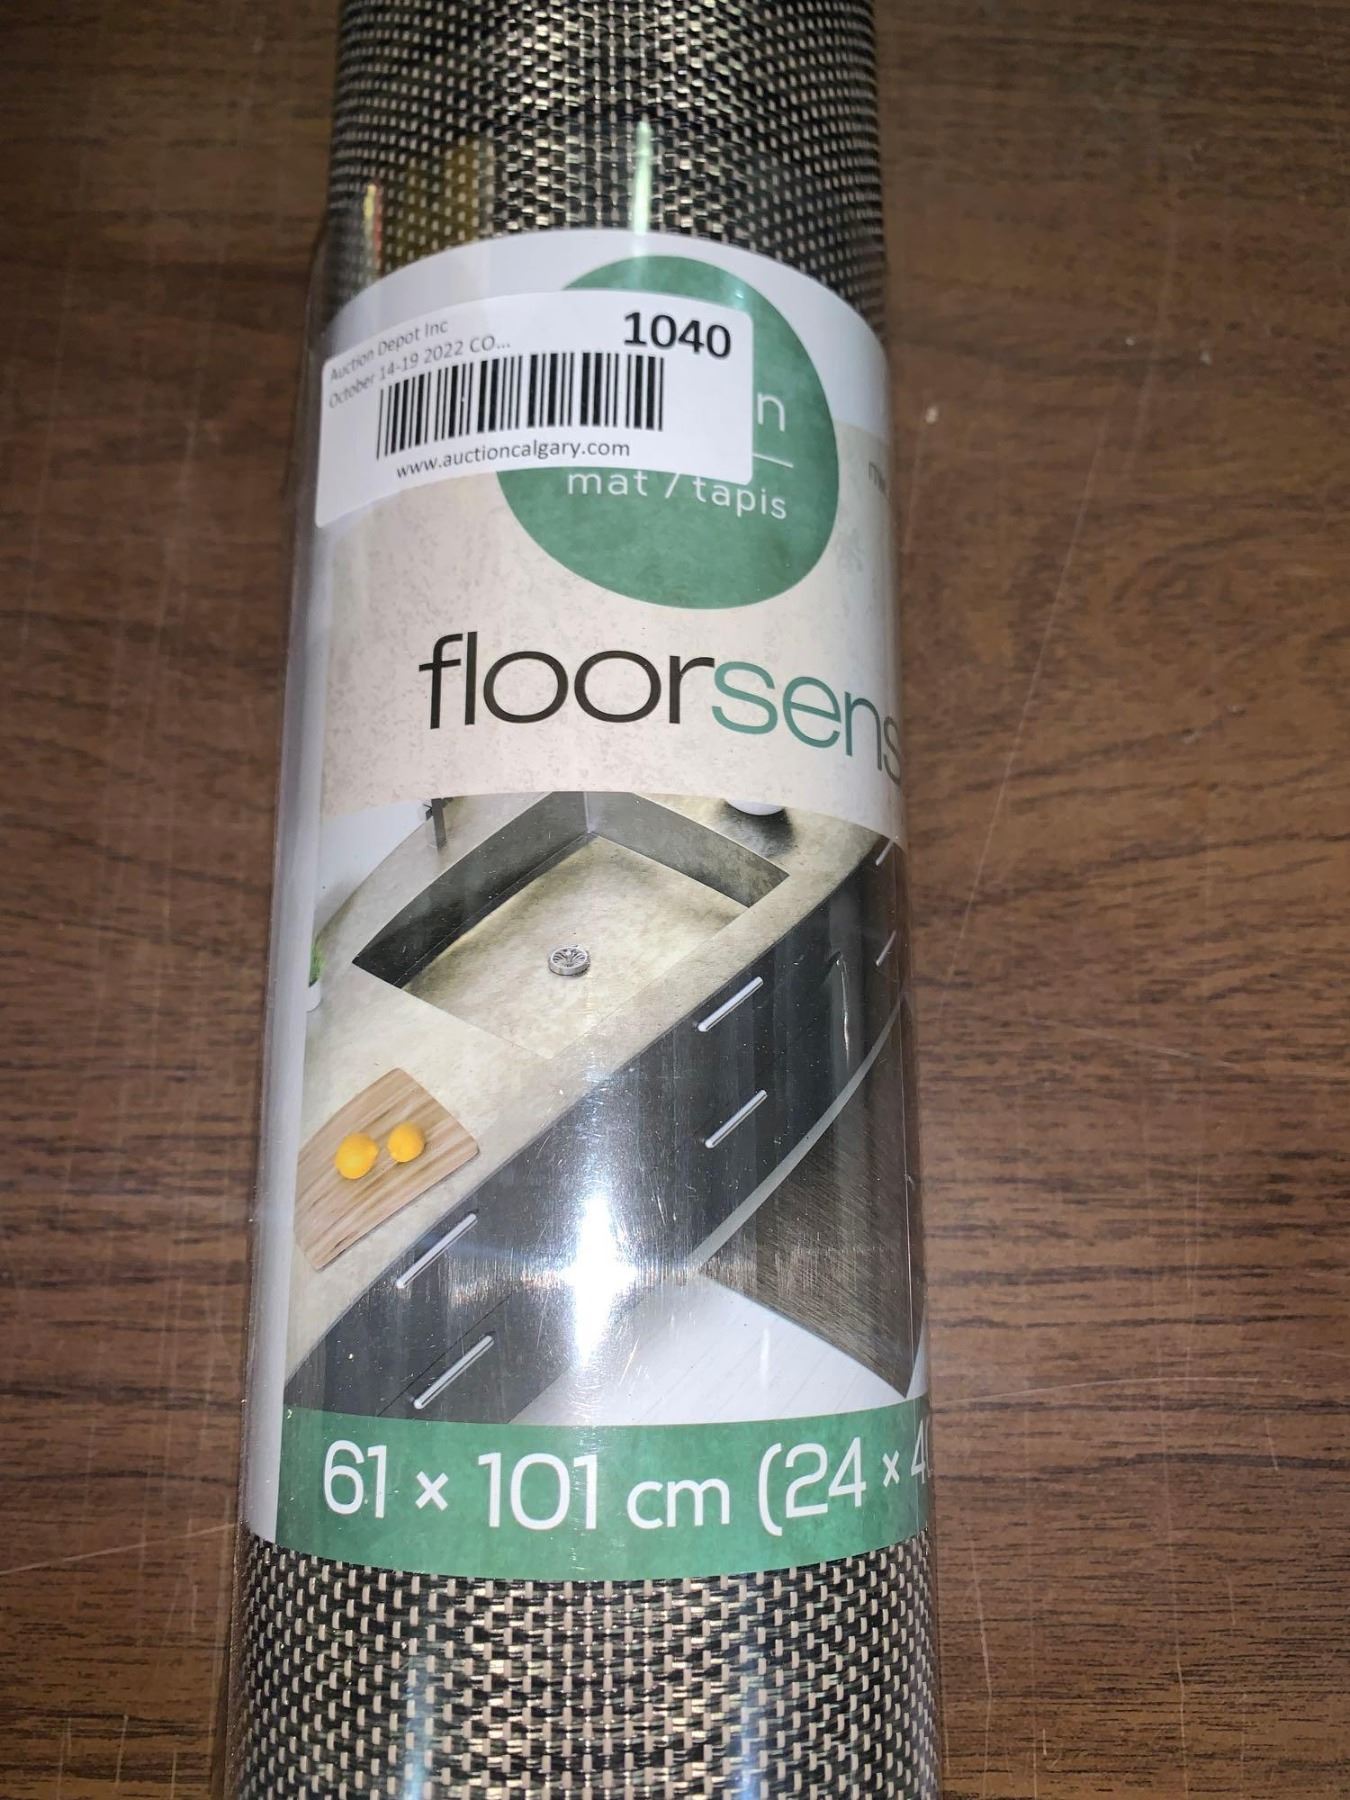 Auction Depot Inc
1040
October 14-19 2022 CO...
www.auctioncalgary.com
mat / tapis
floorsens
61 × 101 cm (24 × 4